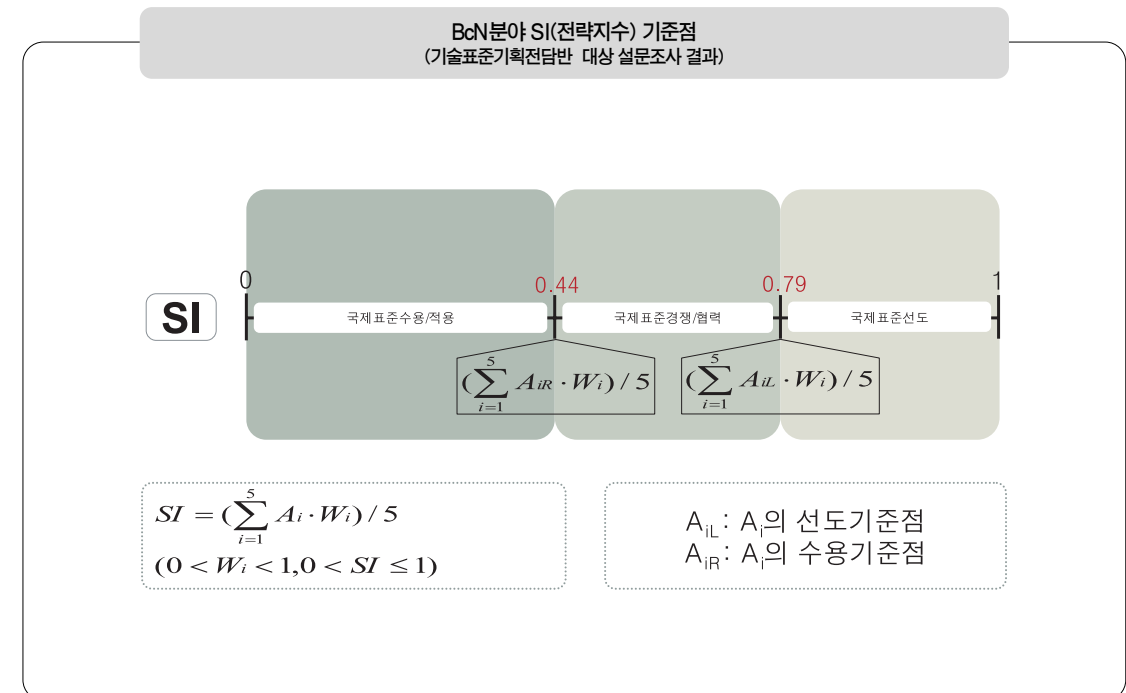 BcN분야 SI(전략지수) 기준점
(기술표준기획전담반 대상 설문조사 결과)
0 0.44 0.79 1
SI 국제표준수용/적용 국제표준경쟁/협력 국제표준선도
(∑_{i=1}^{5} A_{iR} · W_i) / 5 (∑_{i=1}^{5} A_{iL} · W_i) / 5
SI = (∑_{i=1}^{5} A_i · W_i) / 5
(0 < W_i < 1,0 < SI ≤ 1)
A_{iL}: A_i의 선도기준점
A_{iR}: A_i의 수용기준점